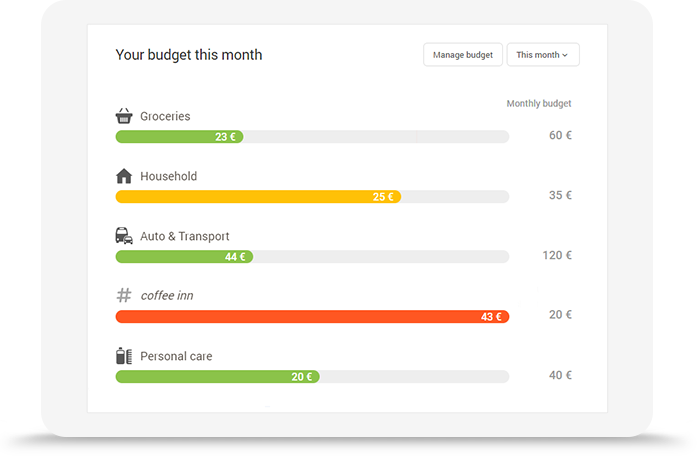 Your budget this month
Manage budget
This month
Monthly budget
Groceries
23 €
60 €
Household
25 €
35 €
Auto & Transport
44 €
120 €
# coffee inn
43 €
20 €
Personal care
20 €
40 €